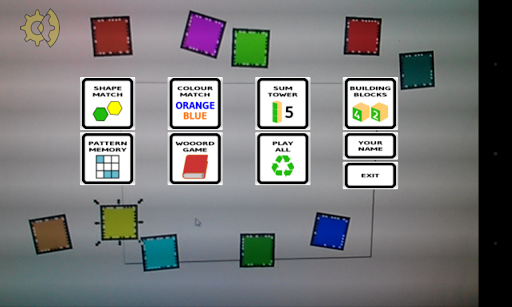 SHAPE
MATCH
COLOUR
MATCH
ORANGE
BLUE
SUM
TOWER
5
BUILDING
BLOCKS
4 2
PATTERN
MEMORY
WOOORD
GAME
PLAY
ALL
YOUR
NAME
EXIT